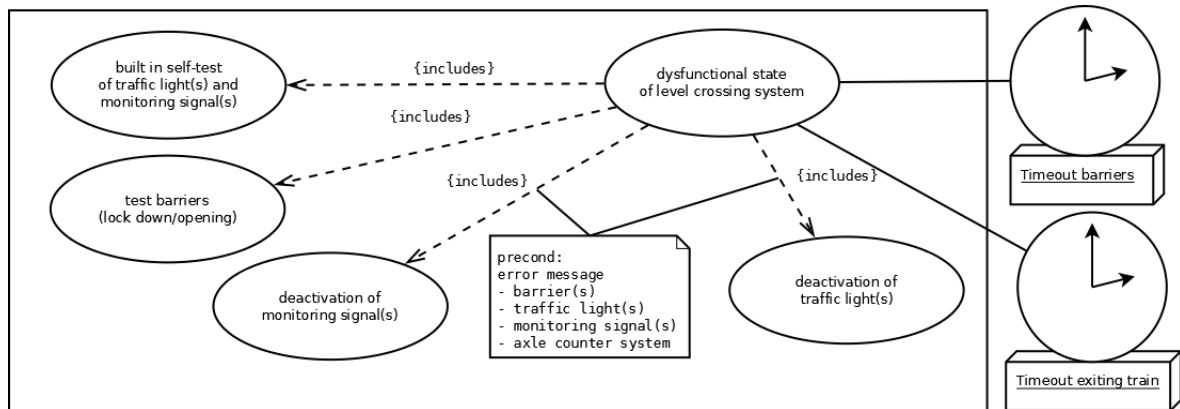 built in self-test
of traffic light(s) and
monitoring signal(s)
{includes}
dysfunctional state
of level crossing system
{includes}
Timeout barriers
test barriers
(lock down/opening)
{includes}
{includes}
precond:
error message
- barrier(s)
- traffic light(s)
- monitoring signal(s)
- axle counter system
deactivation of
monitoring signal(s)
deactivation of
traffic light(s)
Timeout exiting train